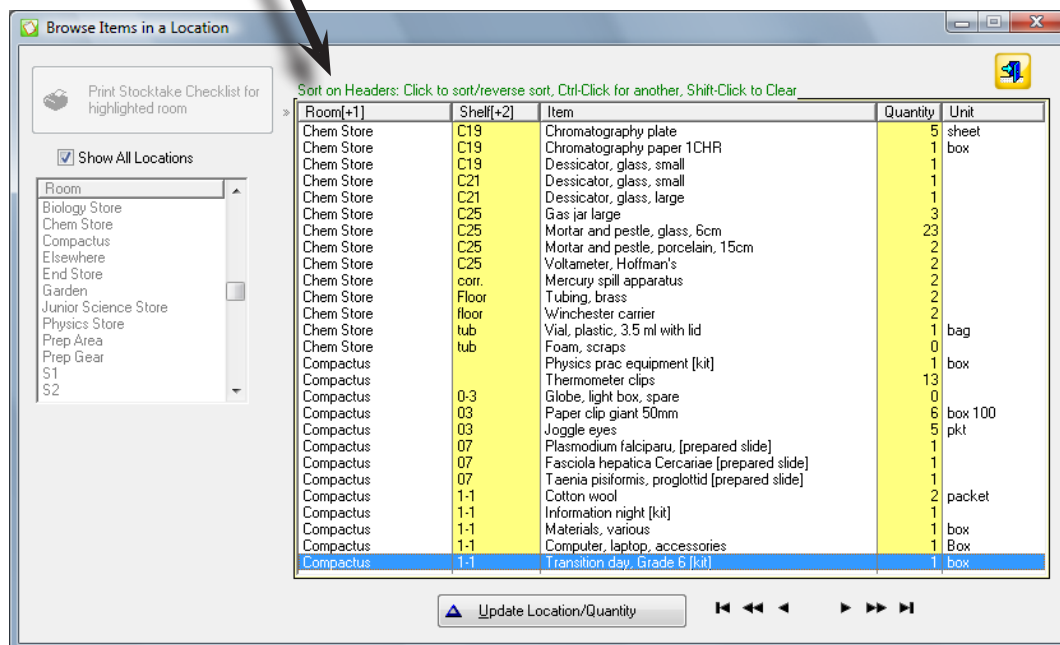 Browse Items in a Location
Print Stocktake Checklist for
highlighted room
Sort on Headers: Click to sort/reverse sort, Ctrl-Click for another, Shift-Click to Clear
»
Show All Locations
Room
Biology Store
Chem Store
Compactus
Elsewhere
End Store
Garden
Junior Science Store
Physics Store
Prep Area
Prep Gear
S1
S2
Room[+1] Shelf[+2] Item Quantity Unit
Chem Store C19 Chromatography plate 5 sheet
Chem Store C19 Chromatography paper 1CHR 1 box
Chem Store C19 Dessicator, glass, small 1
Chem Store C21 Dessicator, glass, small 1
Chem Store C21 Dessicator, glass, large 1
Chem Store C25 Gas jar large 3
Chem Store C25 Mortar and pestle, glass, 6cm 23
Chem Store C25 Mortar and pestle, porcelain, 15cm 2
Chem Store C25 Voltameter, Hoffman's 2
Chem Store corr. Mercury spill apparatus 2
Chem Store Floor Tubing, brass 2
Chem Store floor Winchester carrier 2
Chem Store tub Vial, plastic, 3.5 ml with lid 1 bag
Chem Store tub Foam, scraps 0
Compactus Physics prac equipment [kit] 1 box
Compactus Thermometer clips 13
Compactus 0-3 Globe, light box, spare 0
Compactus 03 Paper clip giant 50mm 6 box 100
Compactus 03 Joggle eyes 5 pkt
Compactus 07 Plasmodium falciparu, [prepared slide] 1
Compactus 07 Fasciola hepatica Cercariae [prepared slide] 1
Compactus 07 Taenia pisiformis, proglottid [prepared slide] 1
Compactus 1-1 Cotton wool 2 packet
Compactus 1-1 Information night [kit] 1
Compactus 1-1 Materials, various 1 box
Compactus 1-1 Computer, laptop, accessories 1 Box
Compactus 1-1 Transition day, Grade 6 [kit] 1 box
Update Location/Quantity